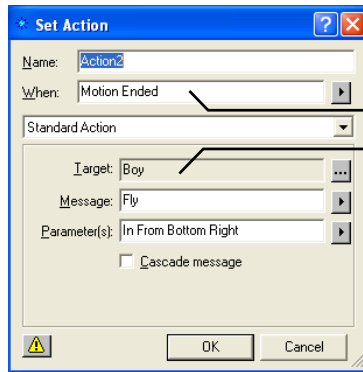 Set Action
Name: Action2
When: Motion Ended
Standard Action
Target: Boy ...
Message: Fly
Parameter(s): In From Bottom Right
Cascade message
OK Cancel